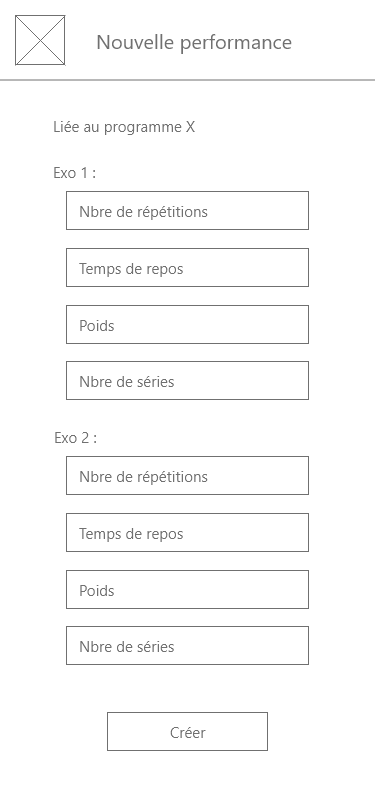 Nouvelle performance
Liée au programme X
Exo 1 :
Nbre de répétitions
Temps de repos
Poids
Nbre de séries
Exo 2 :
Nbre de répétitions
Temps de repos
Poids
Nbre de séries
Créer